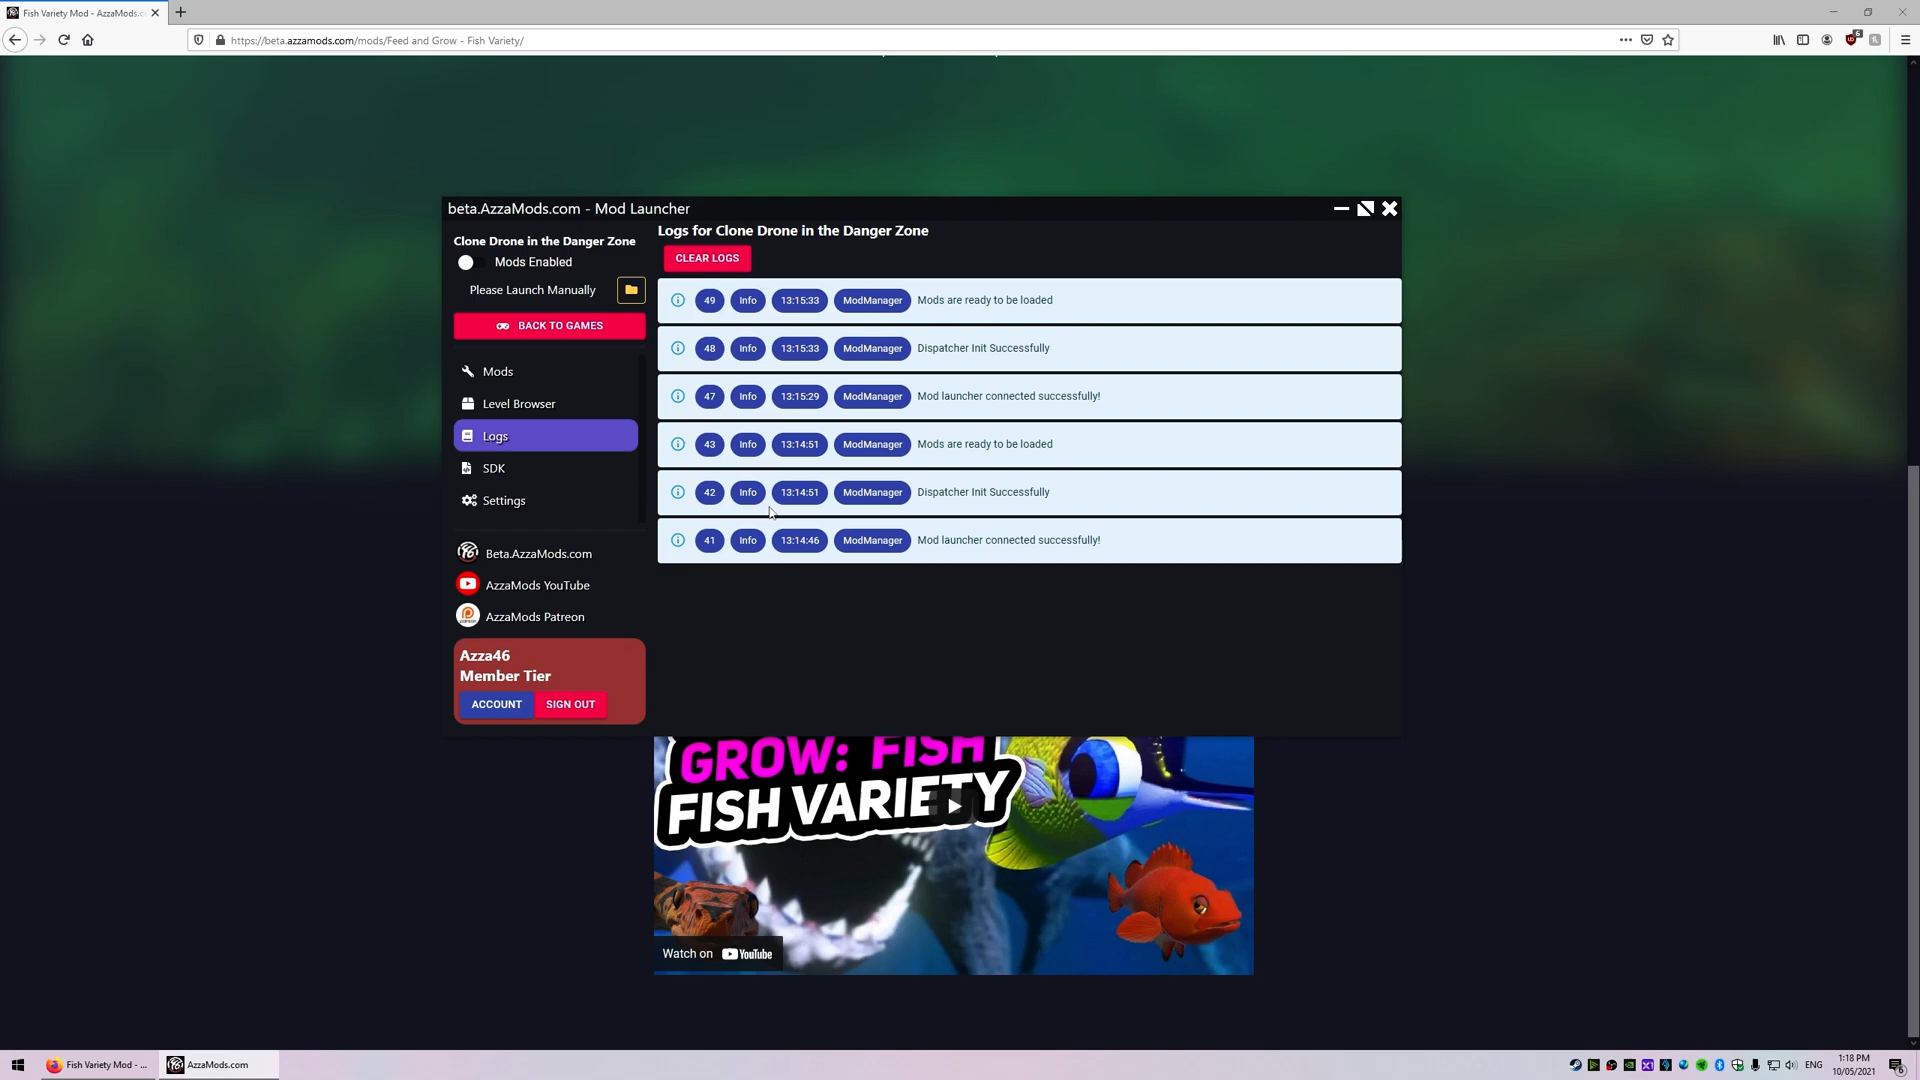 Fish Variety Mod - AzzaMods.c
https://beta.azzamods.com/mods/Feed and Grow - Fish Variety/
6
beta.AzzaMods.com - Mod Launcher
Clone Drone in the Danger Zone
Mods Enabled
Please Launch Manually
BACK TO GAMES
Mods
Level Browser
Logs
SDK
Settings
Beta.AzzaMods.com
AzzaMods YouTube
AzzaMods Patreon
Azza46
Member Tier
ACCOUNT SIGN OUT
Logs for Clone Drone in the Danger Zone
CLEAR LOGS
49 Info 13:15:33 ModManager Mods are ready to be loaded
48 Info 13:15:33 ModManager Dispatcher Init Successfully
47 Info 13:15:29 ModManager Mod launcher connected successfully!
43 Info 13:14:51 ModManager Mods are ready to be loaded
42 Info 13:14:51 ModManager Dispatcher Init Successfully
41 Info 13:14:46 ModManager Mod launcher connected successfully!
GROW: FISH
FISH VARIETY
Watch on YouTube
Fish Variety Mod - ...
AzzaMods.com
ENG
1:18 PM
10/05/2021
6